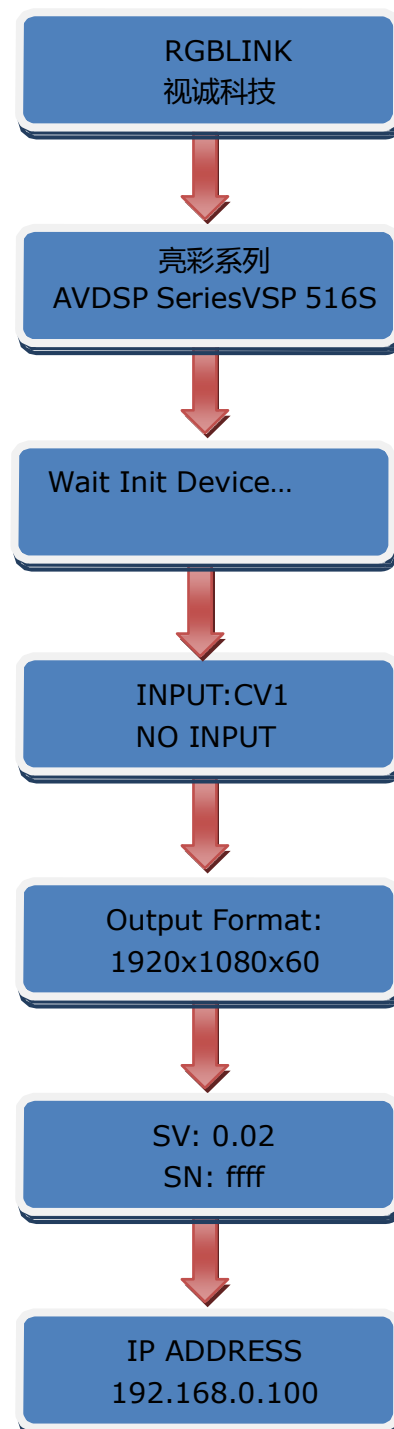 RGBLINK
视诚科技
亮彩系列
AVDSP SeriesVSP 516S
Wait Init Device…
INPUT:CV1
NO INPUT
Output Format:
1920x1080x60
SV: 0.02
SN: ffff
IP ADDRESS
192.168.0.100